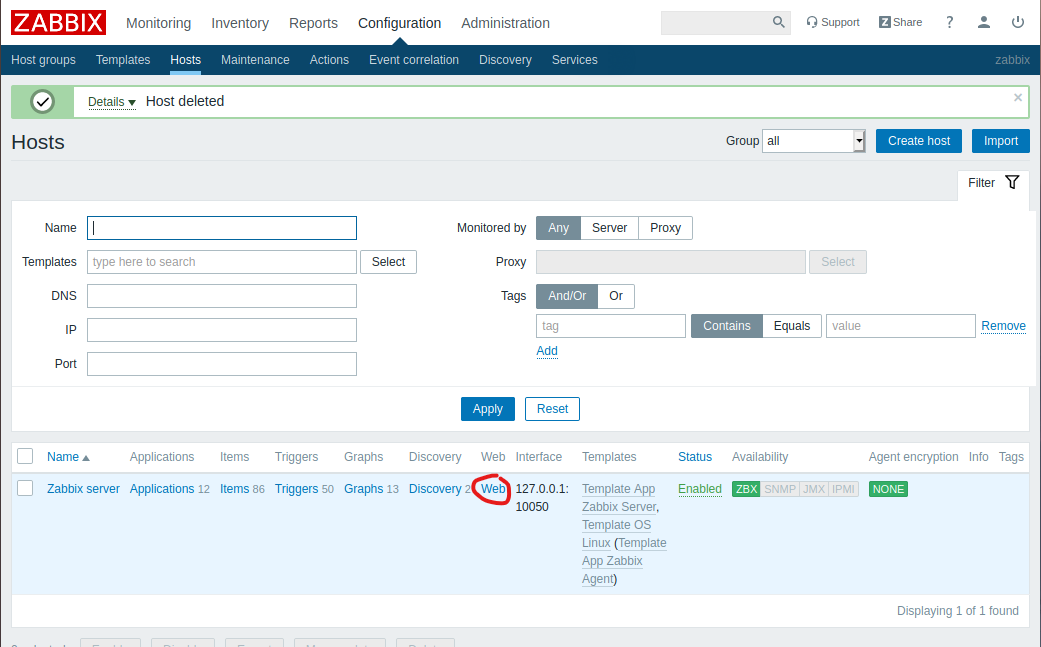 ZABBIX Monitoring Inventory Reports Configuration Administration Support Z Share ?
Host groups Templates Hosts Maintenance Actions Event correlation Discovery Services zabbix
Details Host deleted ×
Hosts Group all Create host Import
Filter
Name Monitored by Any Server Proxy
Templates type here to search Select Proxy Select
DNS Tags And/Or Or
IP tag Contains Equals value Remove
Add
Port
Apply Reset
Name Applications Items Triggers Graphs Discovery Web Interface Templates Status Availability Agent encryption Info Tags
Zabbix server Applications 12 Items 86 Triggers 50 Graphs 13 Discovery 2 Web 127.0.0.1: Template App Enabled ZBX SNMP JMX IPMI NONE
10050 Zabbix Server,
Template OS
Linux (Template
App Zabbix
Agent)
Displaying 1 of 1 found